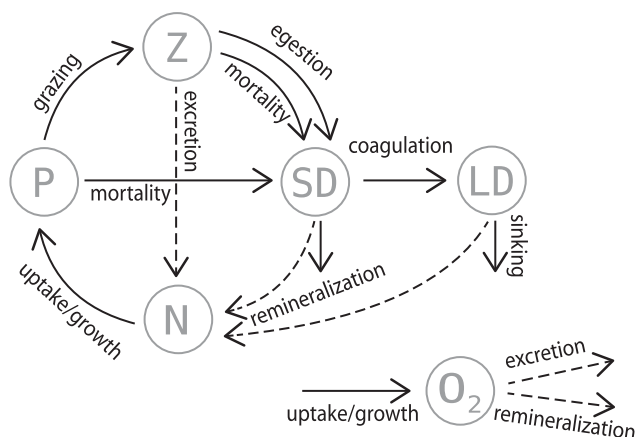 Z
egestion
mortality
grazing
excretion
coagulation
P
mortality
SD
LD
sinking
uptake/growth
N
remineralization
uptake/growth
O2
excretion
remineralization